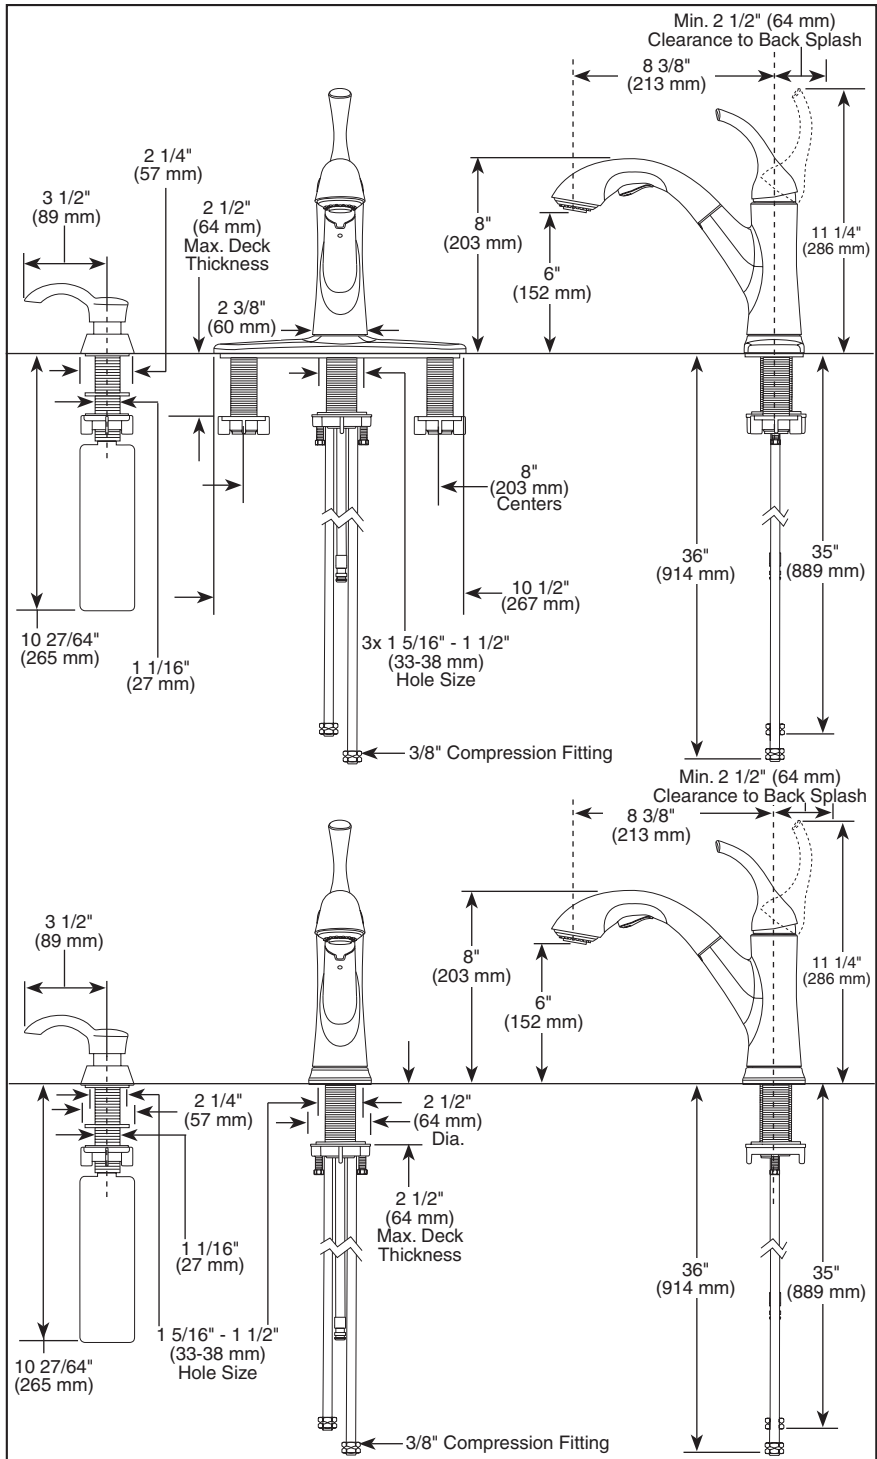 Min. 2 1/2" (64 mm)
Clearance to Back Splash
8 3/8"
(213 mm)
2 1/4"
(57 mm)
3 1/2"
(89 mm)
2 1/2"
(64 mm)
Max. Deck
Thickness
8"
(203 mm)
11 1/4"
(286 mm)
6"
(152 mm)
2 3/8"
(60 mm)
8"
(203 mm)
Centers
36"
(914 mm)
35"
(889 mm)
10 1/2"
(267 mm)
10 27/64"
(265 mm)
1 1/16"
(27 mm)
3x 1 5/16" - 1 1/2"
(33-38 mm)
Hole Size
3/8" Compression Fitting
Min. 2 1/2" (64 mm)
Clearance to Back Splash
8 3/8"
(213 mm)
3 1/2"
(89 mm)
8"
(203 mm)
11 1/4"
(286 mm)
6"
(152 mm)
2 1/4"
(57 mm)
2 1/2"
(64 mm)
Dia.
2 1/2"
(64 mm)
Max. Deck
Thickness
1 1/16"
(27 mm)
36"
(914 mm)
35"
(889 mm)
1 5/16" - 1 1/2"
(33-38 mm)
Hole Size
10 27/64"
(265 mm)
3/8" Compression Fitting